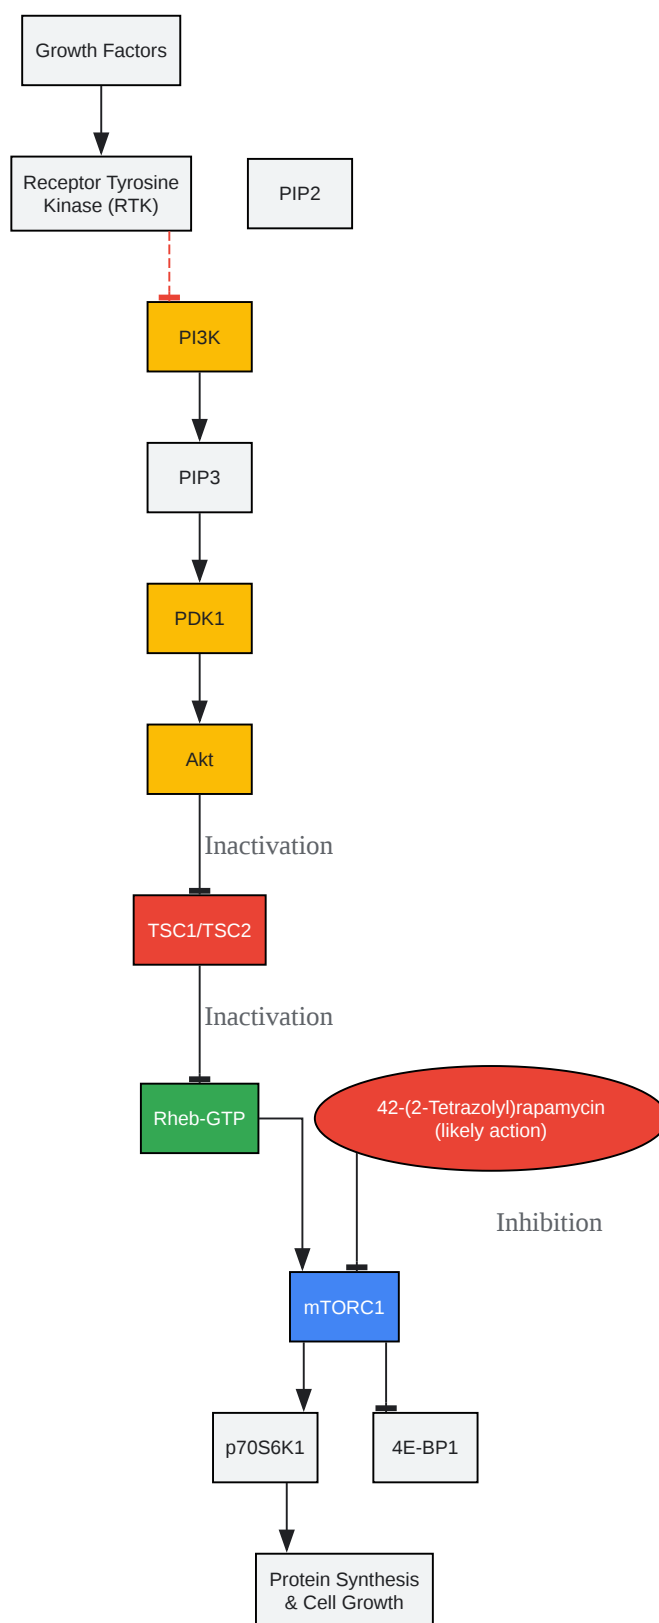 Growth Factors
Receptor Tyrosine
Kinase (RTK)
PIP2
PI3K
PIP3
PDK1
Akt
Inactivation
TSC1/TSC2
Inactivation
Rheb-GTP
42-(2-Tetrazolyl)rapamycin
(likely action)
Inhibition
mTORC1
p70S6K1
4E-BP1
Protein Synthesis
& Cell Growth